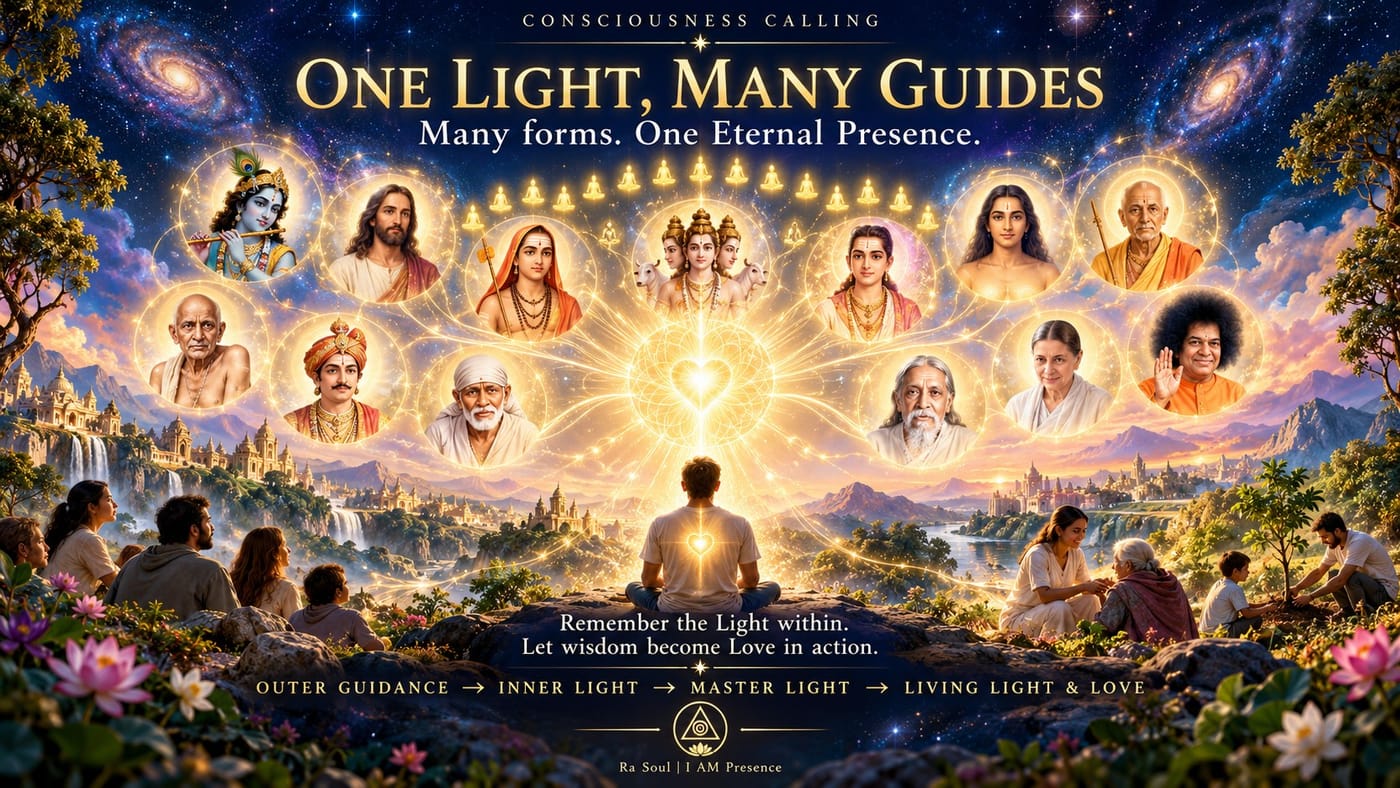 CONSCIOUSNESS CALLING
ONE LIGHT, MANY GUIDES
Many forms. One Eternal Presence.
Remember the Light within.
Let wisdom become Love in action.
OUTER GUIDANCE → INNER LIGHT → MASTER LIGHT → LIVING LIGHT & LOVE
Ra Soul | I AM Presence